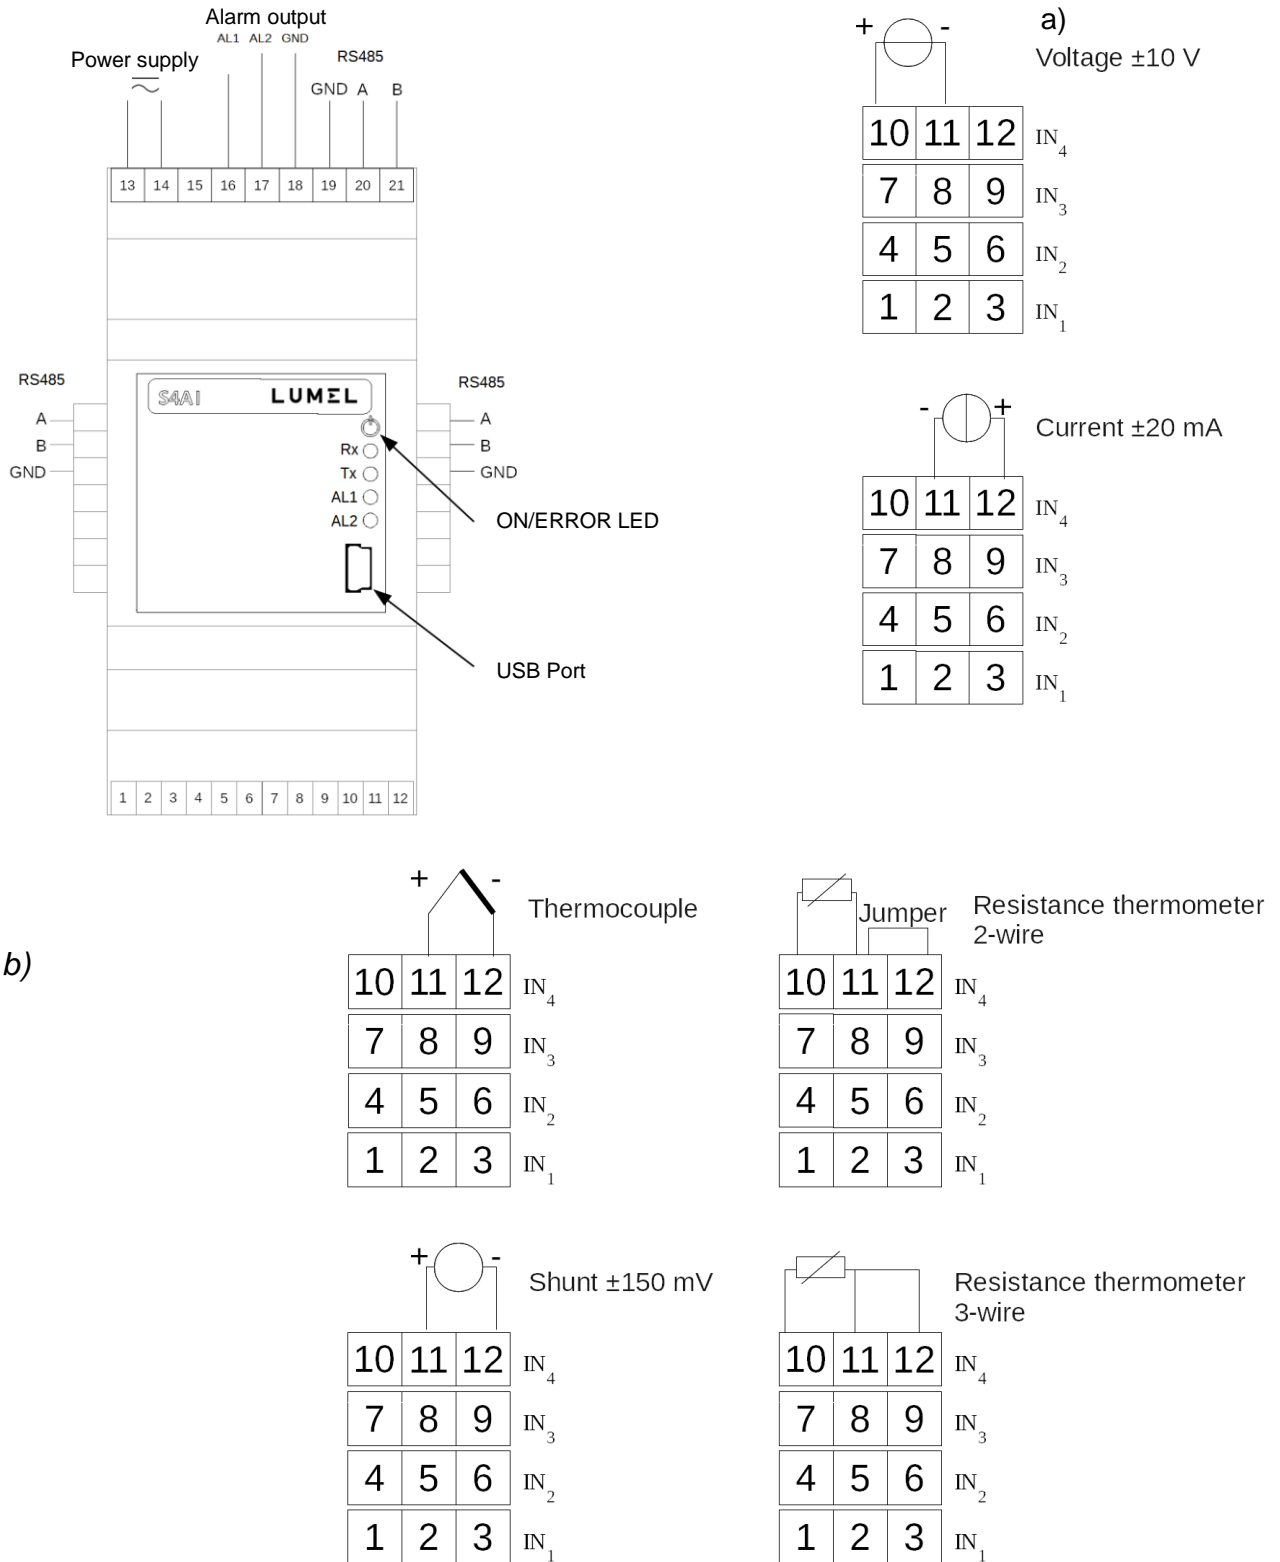 Alarm output
AL1 AL2 GND
Power supply
RS485
GND A B
13 14 15 16 17 18 19 20 21
RS485
A
B
GND
S4AI LUMEL
Rx
Tx
AL1
AL2
RS485
A
B
GND
ON/ERROR LED
USB Port
1 2 3 4 5 6 7 8 9 10 11 12
a)
+ -
Voltage ±10 V
10 11 12 IN4
7 8 9 IN3
4 5 6 IN2
1 2 3 IN1
- +
Current ±20 mA
10 11 12 IN4
7 8 9 IN3
4 5 6 IN2
1 2 3 IN1
b)
+ -
Thermocouple
10 11 12 IN4
7 8 9 IN3
4 5 6 IN2
1 2 3 IN1
Jumper
Resistance thermometer
2-wire
10 11 12 IN4
7 8 9 IN3
4 5 6 IN2
1 2 3 IN1
+ -
Shunt ±150 mV
10 11 12 IN4
7 8 9 IN3
4 5 6 IN2
1 2 3 IN1
Resistance thermometer
3-wire
10 11 12 IN4
7 8 9 IN3
4 5 6 IN2
1 2 3 IN1